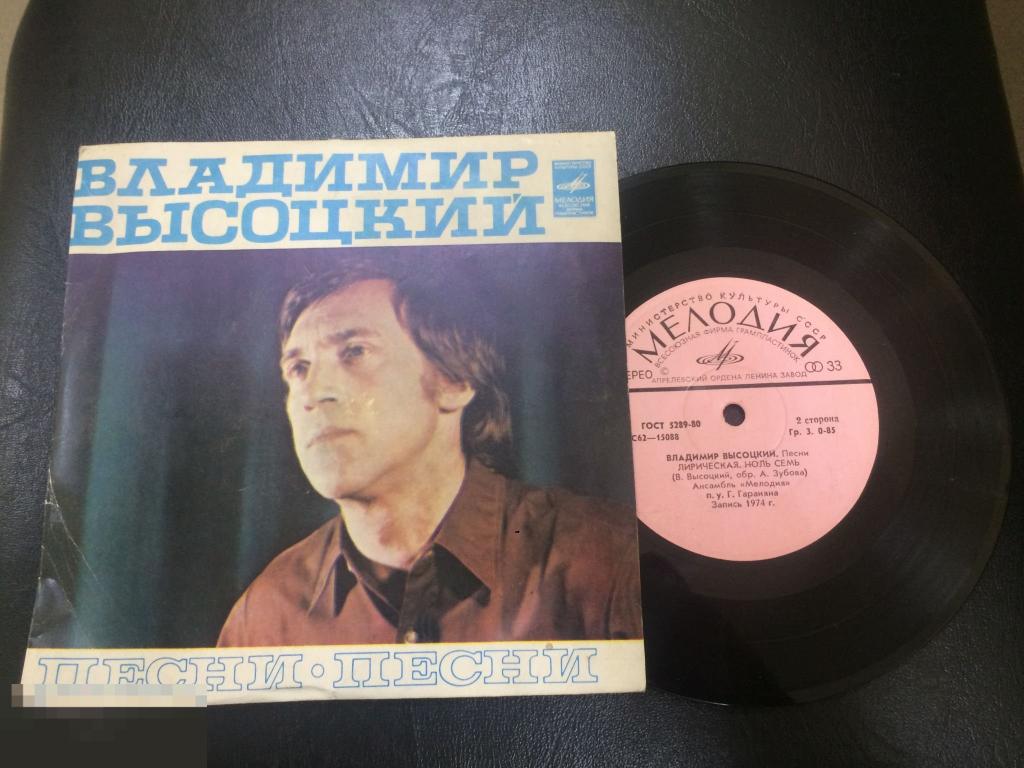 ВЛАДИМИР
ВЫСОЦКИЙ
МЕЛОДИЯ
ПЕСНИ·ПЕСНИ
МИНИСТЕРСТВО КУЛЬТУРЫ СССР
МЕЛОДИЯ
ВСЕСОЮЗНАЯ ФИРМА ГРАМПЛАСТИНОК
ЕРЕО 33
АПРЕЛЕВСКИЙ ОРДЕНА ЛЕНИНА ЗАВОД
ГОСТ 5289-80 2 сторона
С62—15088 Гр. 3. 0-85
ВЛАДИМИР ВЫСОЦКИЙ. Песни
ЛИРИЧЕСКАЯ. НОЛЬ СЕМЬ
(В. Высоцкий, обр. А. Зубова)
Ансамбль «Мелодия»
п. у. Г. Гараняна
Запись 1974 г.